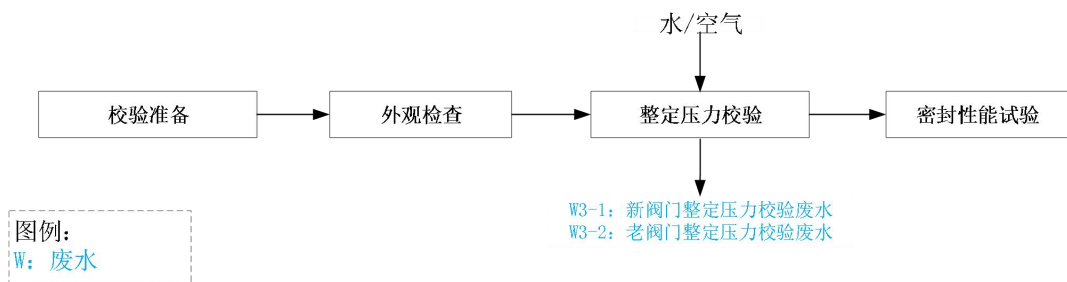 水/空气
校验准备
外观检查
整定压力校验
密封性能试验
W3-1：新阀门整定压力校验废水
W3-2：老阀门整定压力校验废水
图例：
W：废水